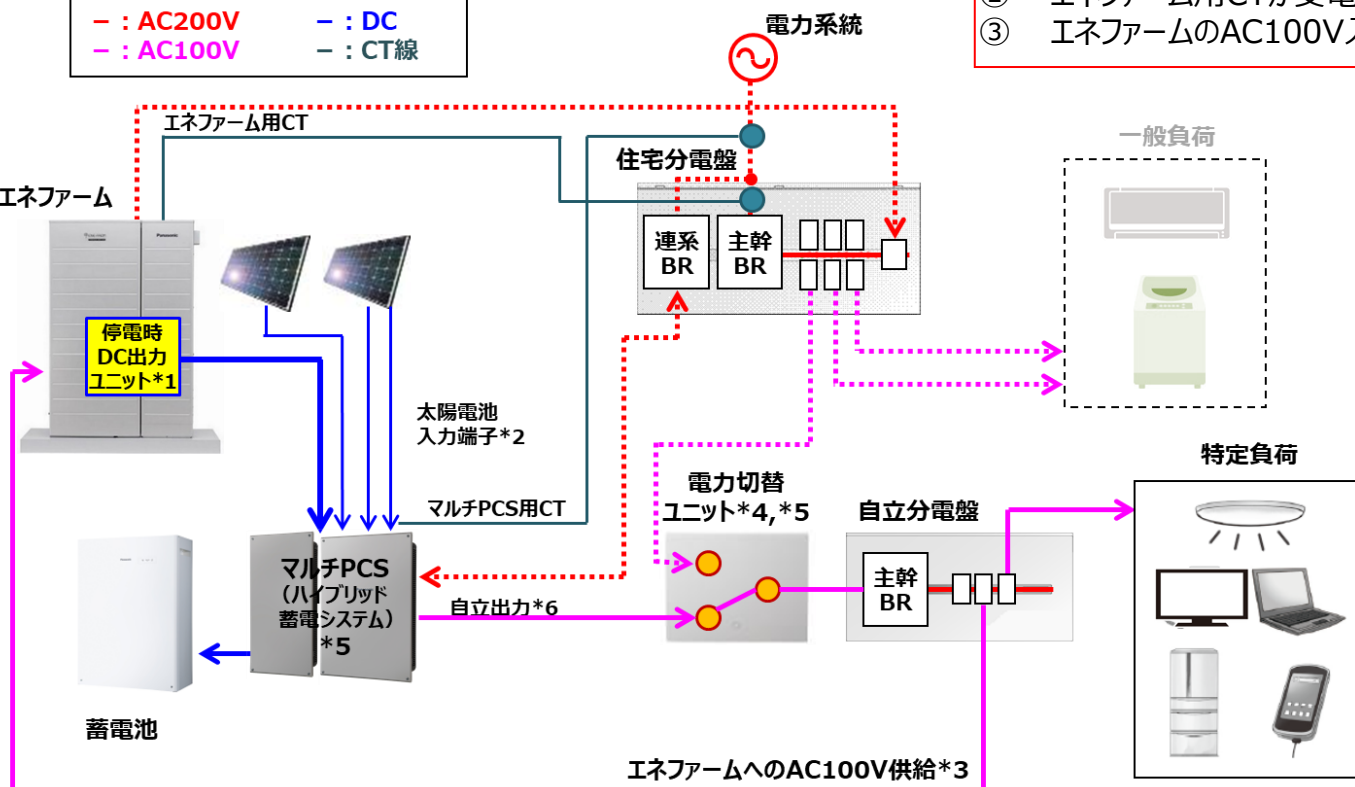 －：AC200V
－：DC
－：AC100V
－：CT線
電力系統
③ エネファームのAC100V
エネファーム用CT
住宅分電盤
一般負荷
エネファーム
連系
BR
主幹
BR
停電時
DC出力
ユニット*1
太陽電池
入力端子*2
特定負荷
電力切替
ユニット*4,*5
自立分電盤
マルチPCS用CT
マルチPCS
（ハイブリッド
蓄電システム）
*5
自立出力*6
主幹
BR
蓄電池
エネファームへのAC100V供給*3